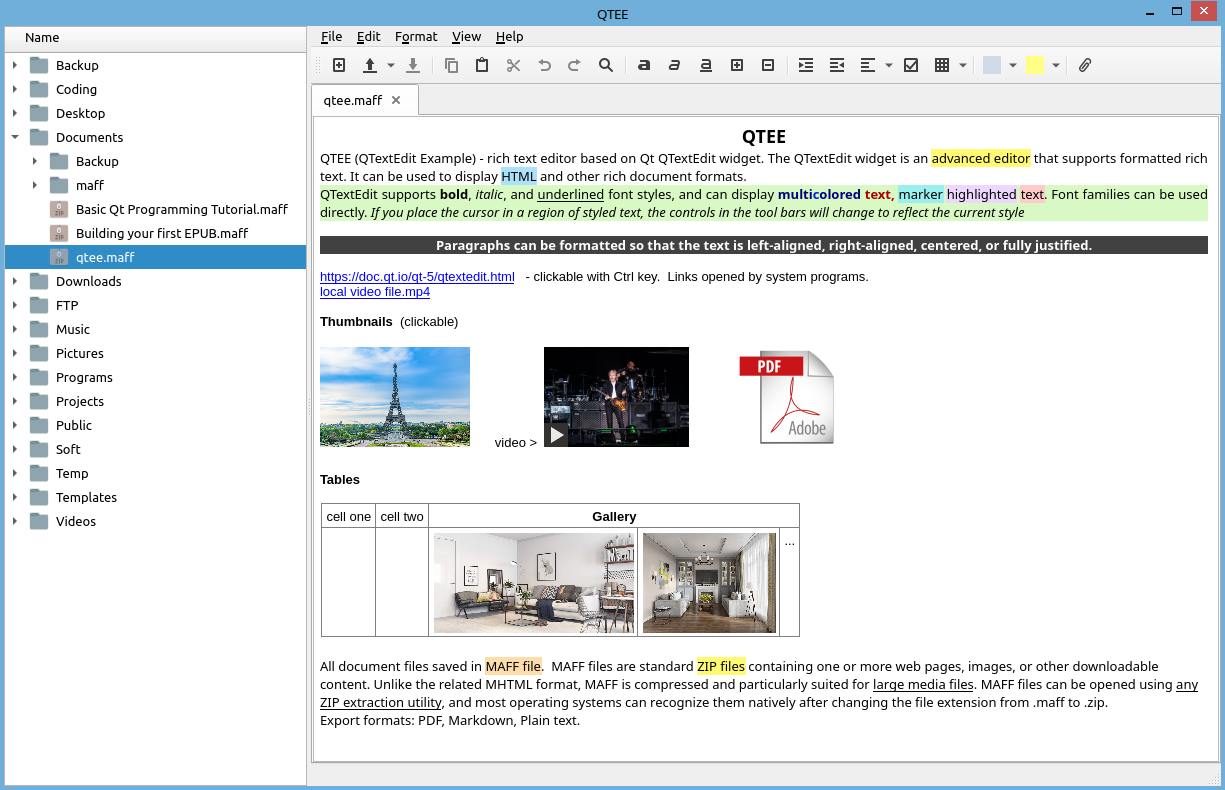 QTEE
Name
Backup
Coding
Desktop
Documents
Backup
maff
Basic Qt Programming Tutorial.maff
Building your first EPUB.maff
qtee.maff
Downloads
FTP
Music
Pictures
Programs
Projects
Public
Soft
Temp
Templates
Videos
File Edit Format View Help
qtee.maff
QTEE
QTEE (QTextEdit Example) - rich text editor based on Qt QTextEdit widget. The QTextEdit widget is an advanced editor that supports formatted rich
text. It can be used to display HTML and other rich document formats.
QTextEdit supports bold, italic, and underlined font styles, and can display multicolored text, marker highlighted text. Font families can be used
directly. If you place the cursor in a region of styled text, the controls in the tool bars will change to reflect the current style
Paragraphs can be formatted so that the text is left-aligned, right-aligned, centered, or fully justified.
https://doc.qt.io/qt-5/qtextedit.html - clickable with Ctrl key. Links opened by system programs.
local video file.mp4
Thumbnails (clickable)
video >
PDF
Adobe
Tables
cell one cell two Gallery
...
All document files saved in MAFF file. MAFF files are standard ZIP files containing one or more web pages, images, or other downloadable
content. Unlike the related MHTML format, MAFF is compressed and particularly suited for large media files. MAFF files can be opened using any
ZIP extraction utility, and most operating systems can recognize them natively after changing the file extension from .maff to .zip.
Export formats: PDF, Markdown, Plain text.